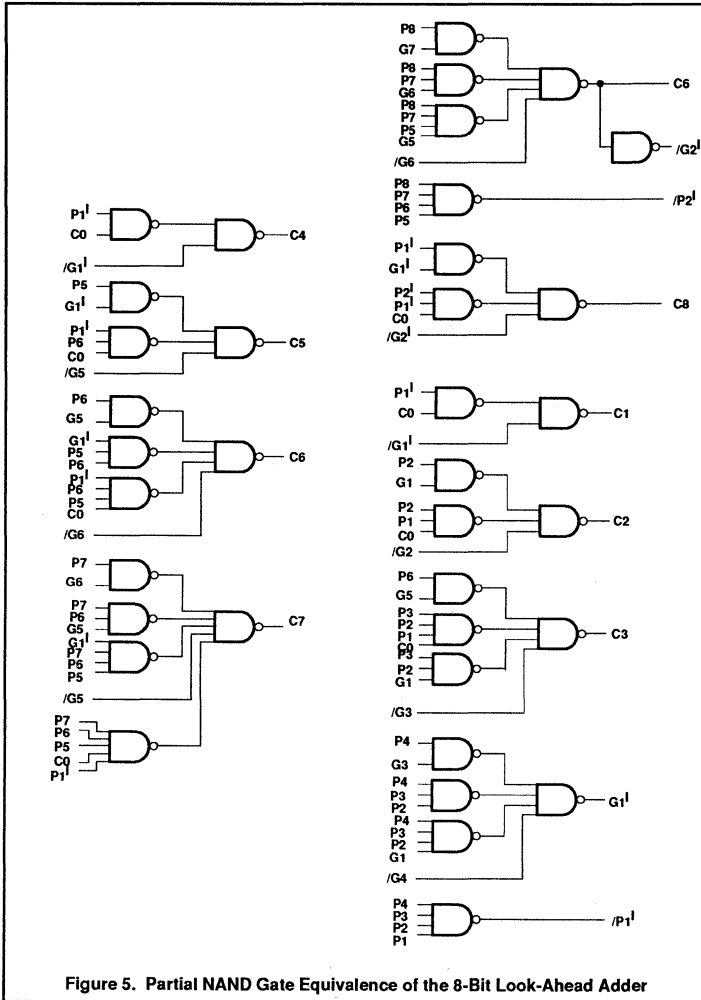 P1I
C0
/G1I
C4
P5
G1I
P1I
P6
C0
/G5
C5
P6
G5
G1I
P5
P6
P1I
P6
P5
C0
/G6
C6
P7
G6
P7
P6
G5
G1I
P7
P6
P5
/G5
P7
P6
P5
C0
P1I
C7
P8
G7
P8
P7
G6
P8
P7
P5
G5
/G6
C6
/G2I
P8
P7
P6
P5
/P2I
P1I
G1I
P2I
P1I
C0
/G2I
C8
P1I
C0
/G1I
C1
P2
G1
P2
P1
C0
/G2
C2
P6
G5
P3
P2
P1
C0
P3
P2
G1
/G3
C3
P4
G3
P4
P3
P2
P4
P3
P2
G1
/G4
G1I
P4
P3
P2
P1
/P1I
Figure 5. Partial NAND Gate Equivalence of the 8-Bit Look-Ahead Adder